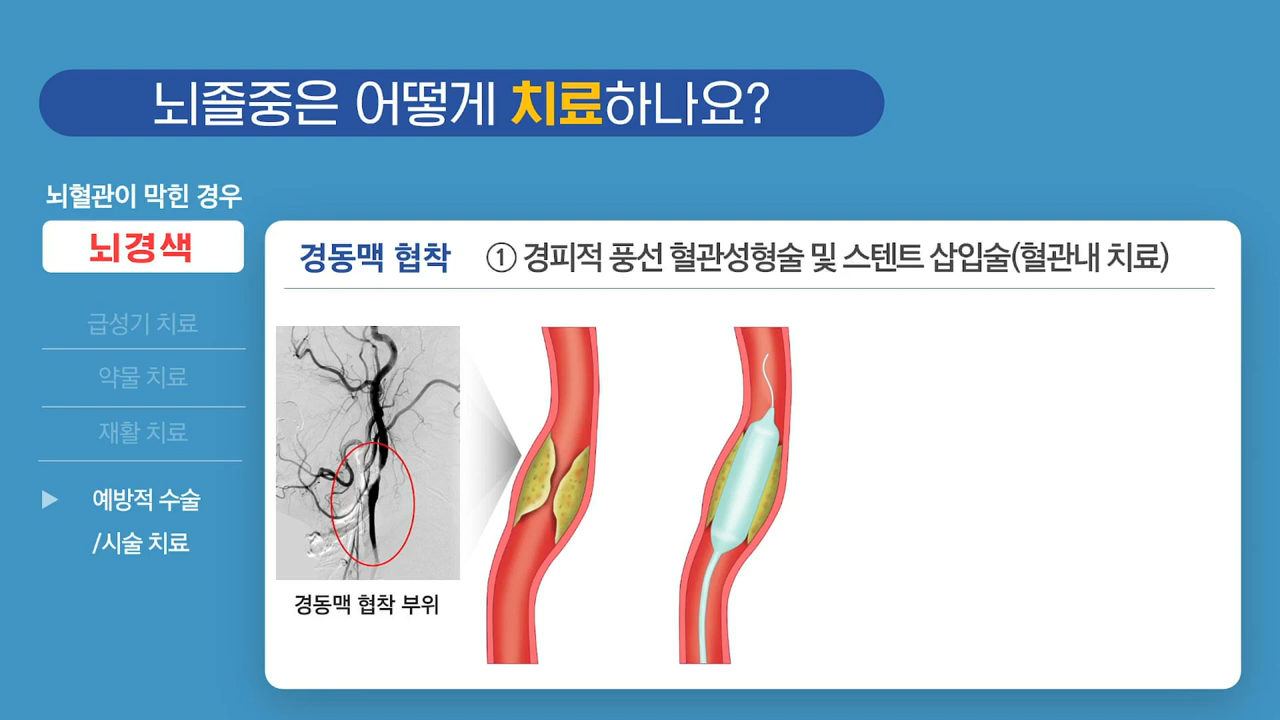 뇌졸중은 어떻게 치료하나요?
뇌혈관이 막힌 경우
뇌경색
급성기 치료
약물 치료
재활 치료
▶ 예방적 수술
/시술 치료
경동맥 협착 ① 경피적 풍선 혈관성형술 및 스텐트 삽입술(혈관내 치료)
경동맥 협착 부위